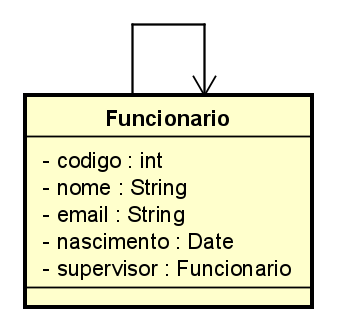 Funcionario
- codigo : int
- nome : String
- email : String
- nascimento : Date
- supervisor : Funcionario